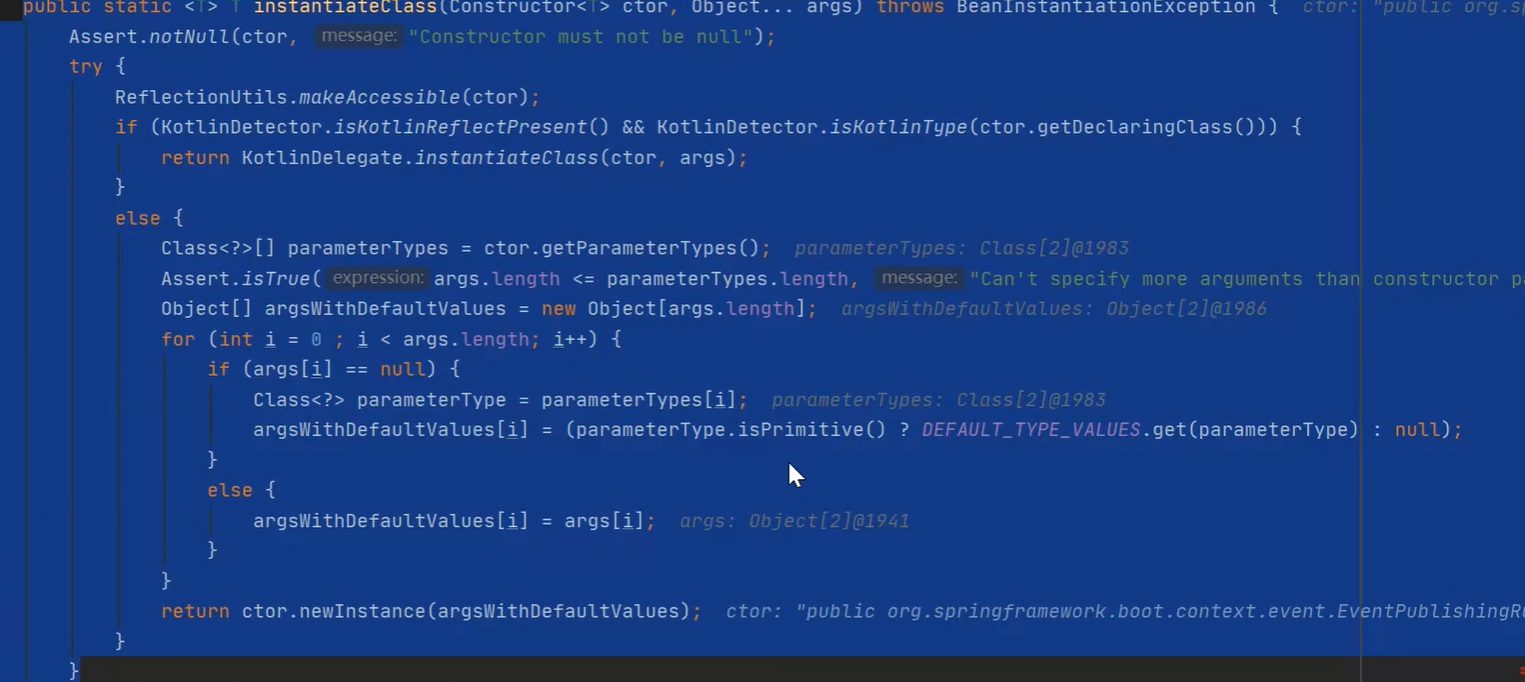 public static <T> T instantiateClass(Constructor<T> ctor, Object... args) throws BeanInstantiationException {  ctor: "public org.sp
Assert.notNull(ctor, message: "Constructor must not be null");
try {
ReflectionUtils.makeAccessible(ctor);
if (KotlinDetector.isKotlinReflectPresent() && KotlinDetector.isKotlinType(ctor.getDeclaringClass())) {
return KotlinDelegate.instantiateClass(ctor, args);
}
else {
Class<?>[] parameterTypes = ctor.getParameterTypes();  parameterTypes: Class[2]@1983
Assert.isTrue( expression: args.length <= parameterTypes.length, message: "Can't specify more arguments than constructor pa
Object[] argsWithDefaultValues = new Object[args.length];  argsWithDefaultValues: Object[2]@1986
for (int i = 0 ; i < args.length; i++) {
if (args[i] == null) {
Class<?> parameterType = parameterTypes[i];  parameterTypes: Class[2]@1983
argsWithDefaultValues[i] = (parameterType.isPrimitive() ? DEFAULT_TYPE_VALUES.get(parameterType) : null);
}
else {
argsWithDefaultValues[i] = args[i];  args: Object[2]@1941
}
}
return ctor.newInstance(argsWithDefaultValues);  ctor: "public org.springframework.boot.context.event.EventPublishingRu
}
}